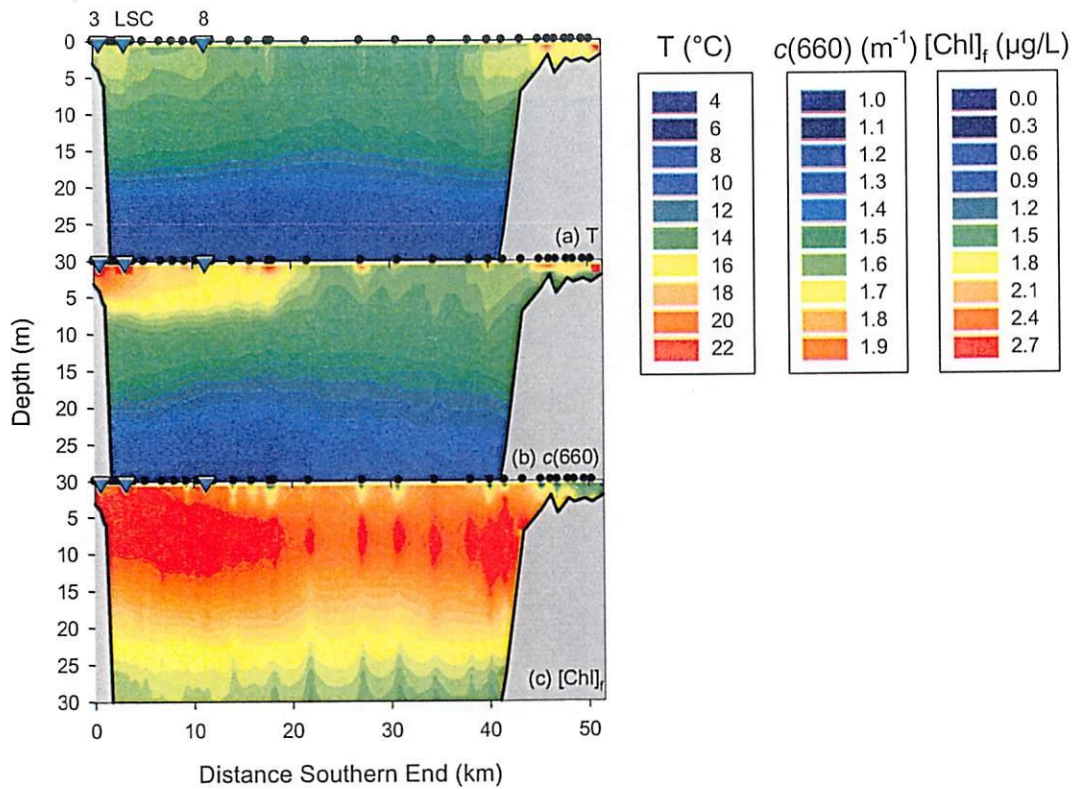 3 LSC 8
T (°C) c(660) (m⁻¹) [Chl]f (µg/L)
0
5
10
15
20
25
30
(a) T
5
10
15
20
25
30
(b) c(660)
5
10
15
20
25
30
(c) [Chl]f
Depth (m)
0 10 20 30 40 50
Distance Southern End (km)
4 1.0 0.0
6 1.1 0.3
8 1.2 0.6
10 1.3 0.9
12 1.4 1.2
14 1.5 1.5
16 1.6 1.8
18 1.7 2.1
20 1.8 2.4
22 1.9 2.7